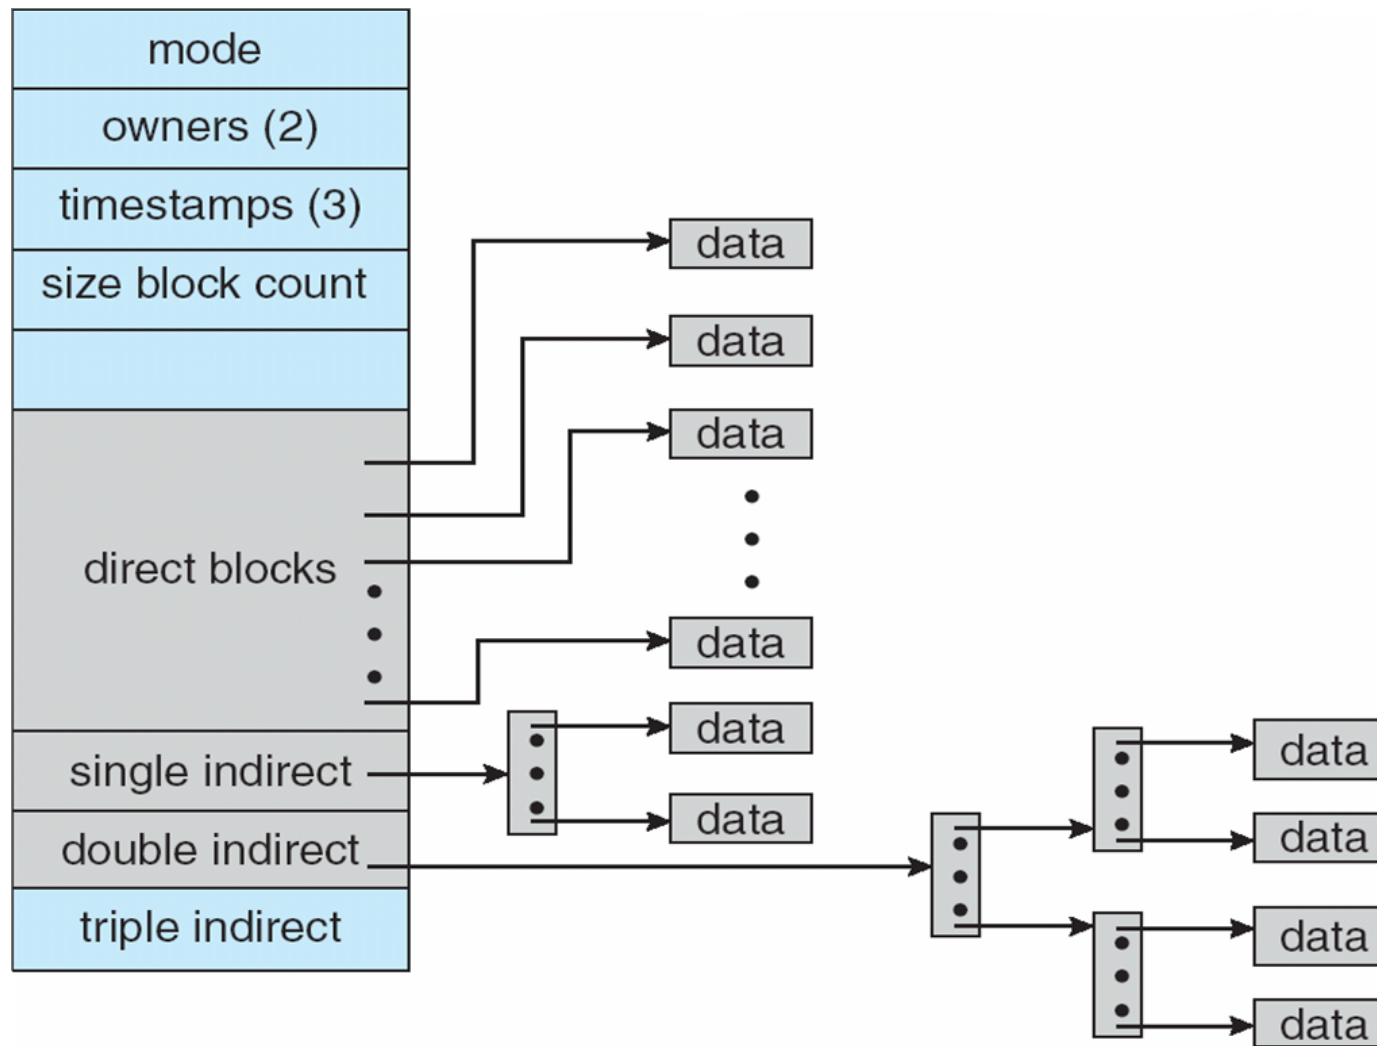 mode
owners (2)
timestamps (3)
size block count
data
data
data
direct blocks
data
data
single indirect
data
double indirect
triple indirect
data
data
data
data